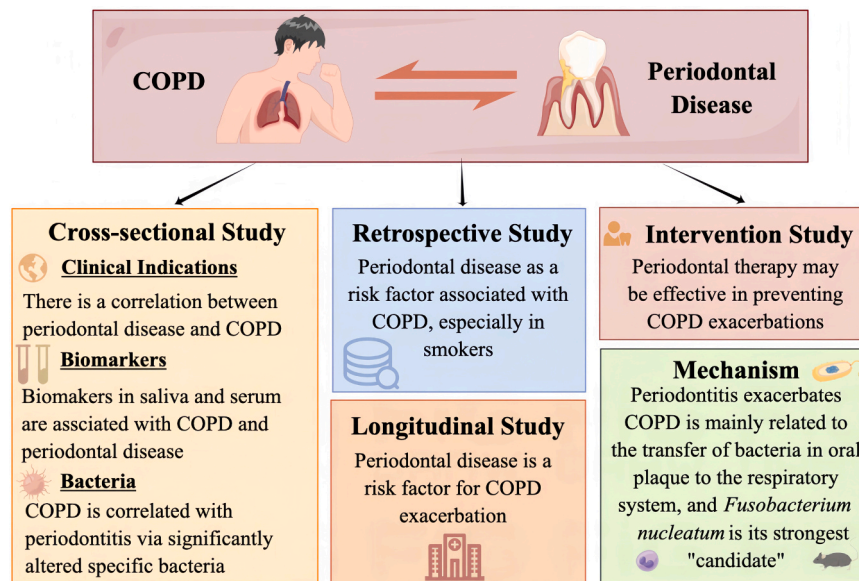 COPD
Periodontal
Disease
Cross-sectional Study
Clinical Indications
There is a correlation between
periodontal disease and COPD
Biomarkers
Biomakers in saliva and serum
are assciated with COPD and
periodontal disease
Bacteria
COPD is correlated with
periodontitis via significantly
altered specific bacteria
Retrospective Study
Periodontal disease as a
risk factor associated with
COPD, especially in
smokers
Longitudinal Study
Periodontal disease is a
risk factor for COPD
exacerbation
Intervention Study
Periodontal therapy may
be effective in preventing
COPD exacerbations
Mechanism
Periodontitis exacerbates
COPD is mainly related to
the transfer of bacteria in oral
plaque to the respiratory
system, and Fusobacterium
nucleatum is its strongest
"candidate"